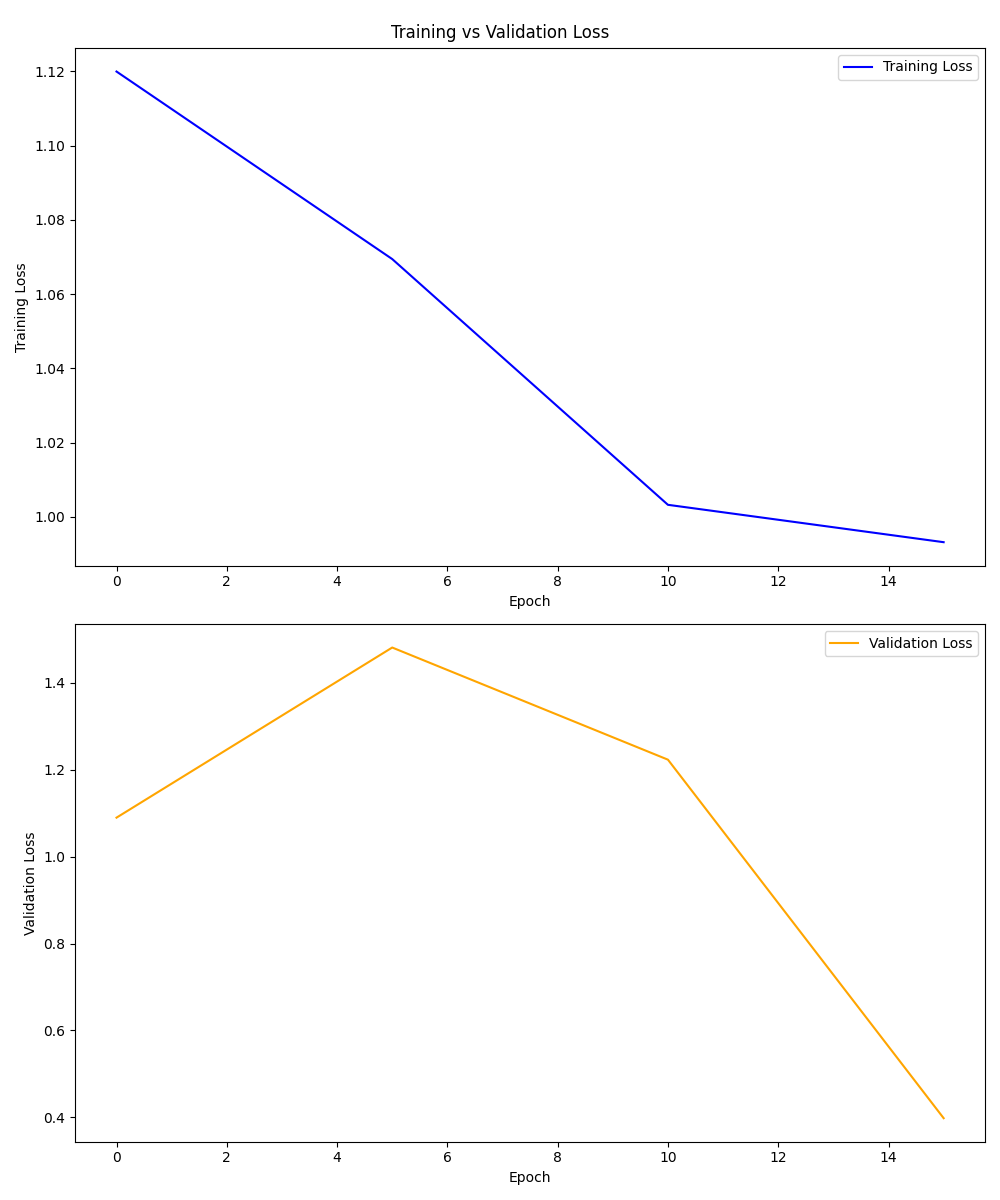 Training vs Validation Loss
Training Loss
1.12
1.10
1.08
1.06
1.04
1.02
1.00
Training Loss
0 2 4 6 8 10 12 14
Epoch
Validation Loss
1.4
1.2
1.0
0.8
0.6
0.4
Validation Loss
0 2 4 6 8 10 12 14
Epoch